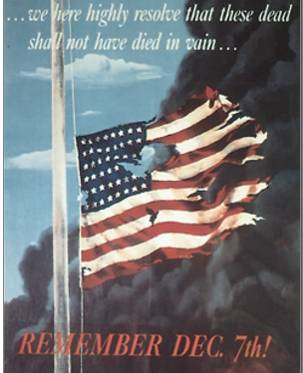 ...we here highly resolve that these dead
shall not have died in vain...
REMEMBER DEC. 7th!